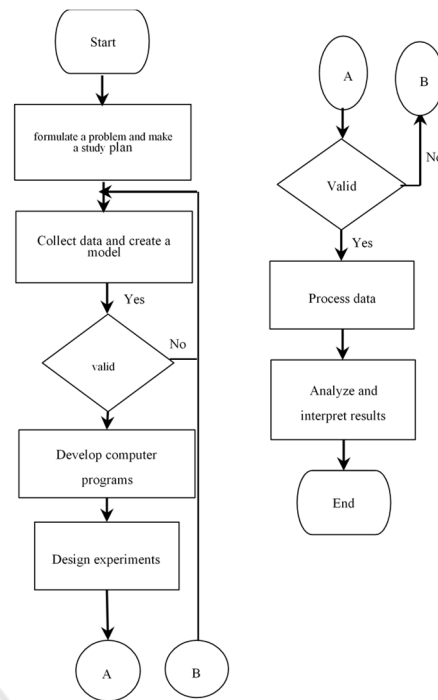 Start
formulate a problem and make
a study plan
Collect data and create a
model
Yes
valid
No
Develop computer
programs
Design experiments
A
B
A
B
Valid
No
Yes
Process data
Analyze and
interpret results
End